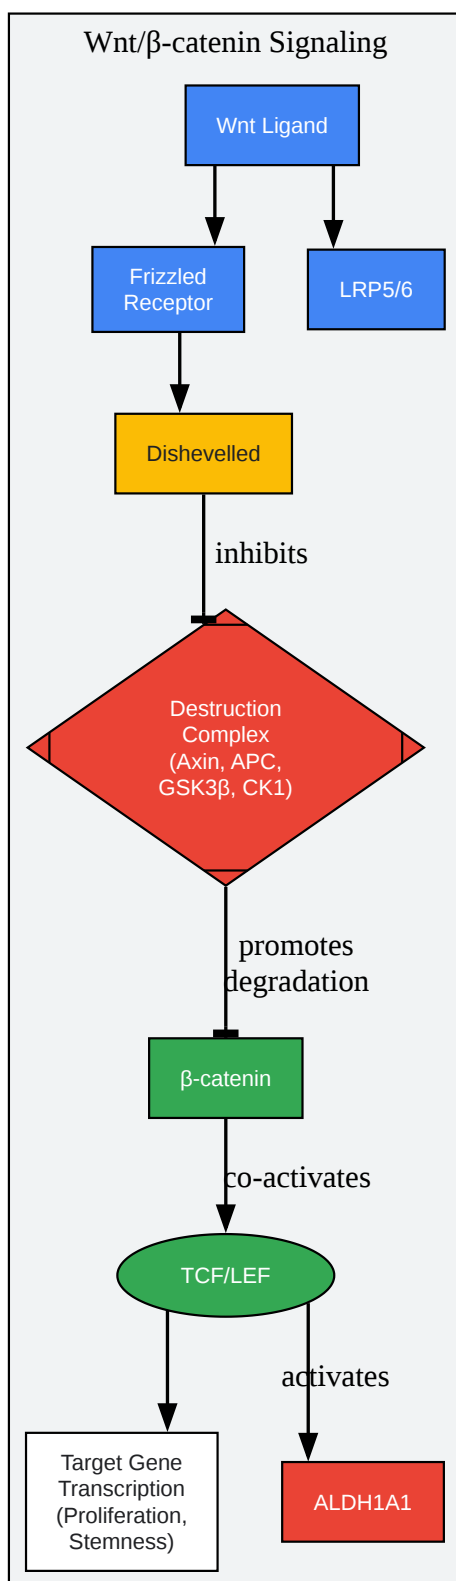 Wnt/β-catenin Signaling
Wnt Ligand
Frizzled
Receptor
LRP5/6
Dishevelled
inhibits
Destruction
Complex
(Axin, APC,
GSK3β, CK1)
promotes
degradation
β-catenin
co-activates
TCF/LEF
activates
Target Gene
Transcription
(Proliferation,
Stemness)
ALDH1A1